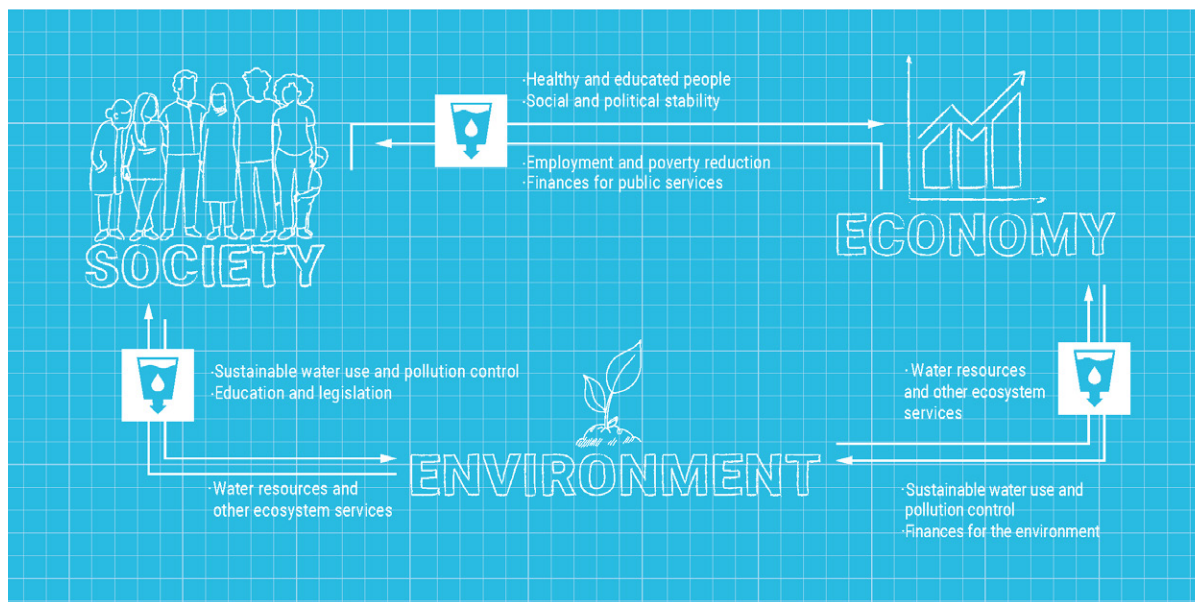 ·Healthy and educated people
·Social and political stability
·Employment and poverty reduction
·Finances for public services
SOCIETY
ECONOMY
·Sustainable water use and pollution control
·Education and legislation
·Water resources
and other ecosystem
services
ENVIRONMENT
·Water resources and
other ecosystem services
·Sustainable water use and
pollution control
·Finances for the environment